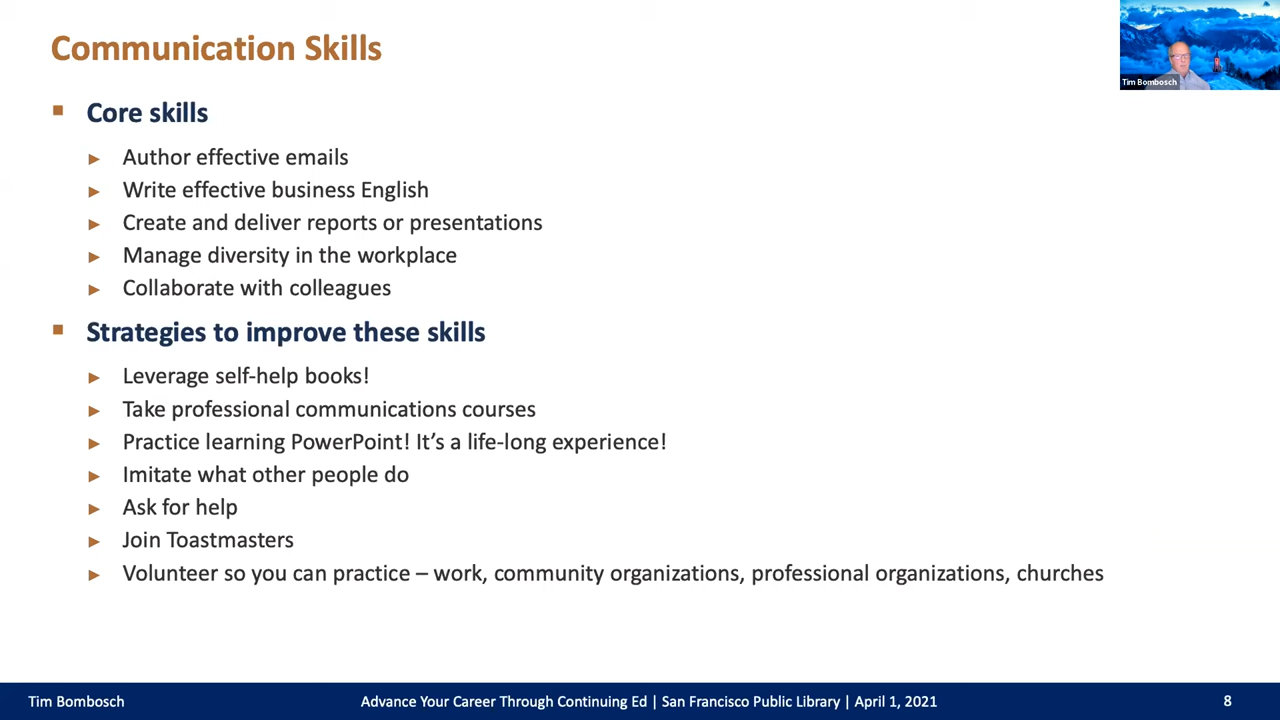 Communication Skills
Tim Bombosch
Core skills
Author effective emails
Write effective business English
Create and deliver reports or presentations
Manage diversity in the workplace
Collaborate with colleagues
Strategies to improve these skills
Leverage self-help books!
Take professional communications courses
Practice learning PowerPoint! It’s a life-long experience!
Imitate what other people do
Ask for help
Join Toastmasters
Volunteer so you can practice – work, community organizations, professional organizations, churches
Tim Bombosch Advance Your Career Through Continuing Ed | San Francisco Public Library | April 1, 2021 8